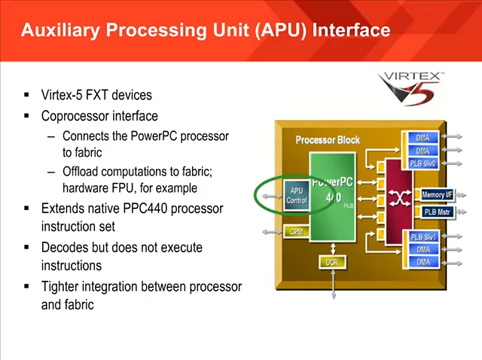 Auxiliary Processing Unit (APU) Interface
Virtex-5 FXT devices
Coprocessor interface
– Connects the PowerPC processor
to fabric
– Offload computations to fabric;
hardware FPU, for example
Extends native PPC440 processor
instruction set
Decodes but does not execute
instructions
Tighter integration between processor
and fabric
VIRTEX
5
Processor Block
APU
Control
CPM
PowerPC
440
PLB
DCR
DMA
DMA
PLB Slv0
Memory I/F
PLB Mstr
PLB Slv1
DMA
DMA